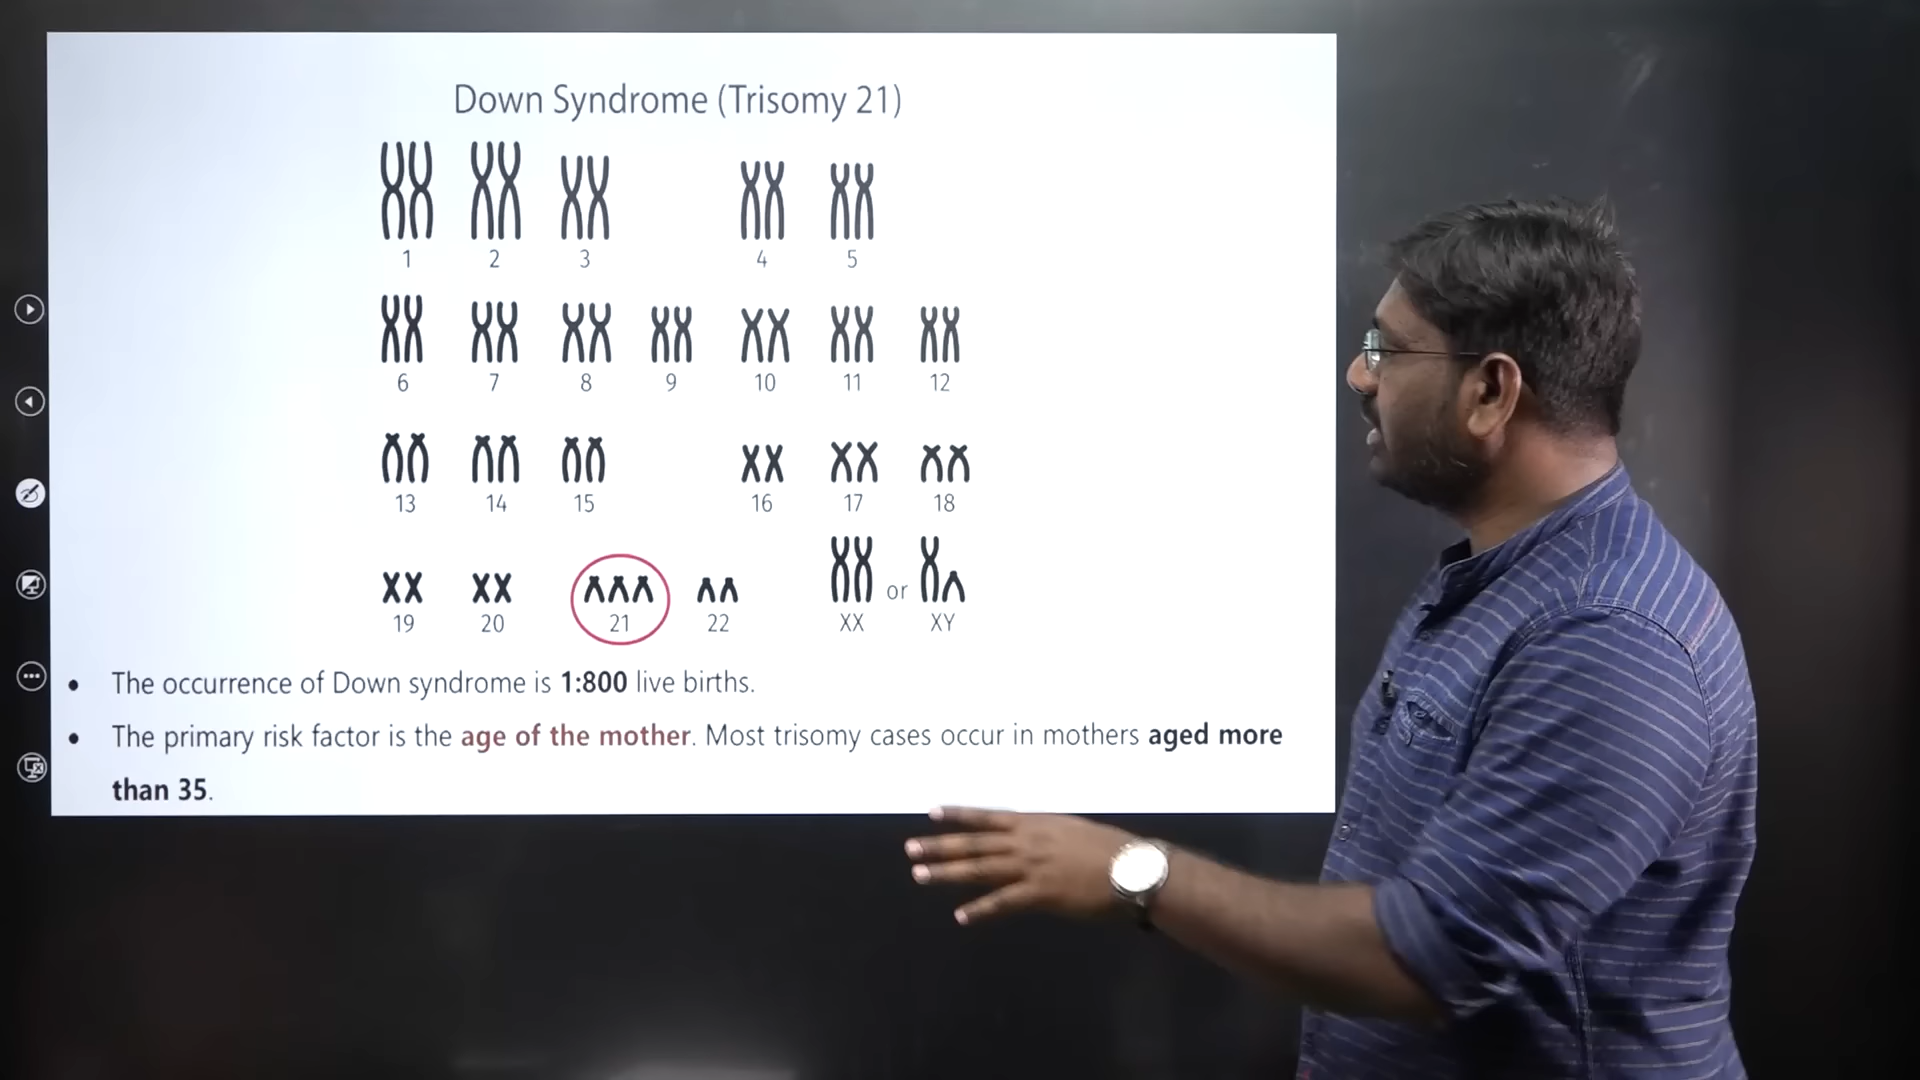 Down Syndrome (Trisomy 21)
1 2 3 4 5
6 7 8 9 10 11 12
13 14 15 16 17 18
or
19 20 21 22 XX XY
• The occurrence of Down syndrome is 1:800 live births.
• The primary risk factor is the age of the mother. Most trisomy cases occur in mothers aged more
than 35.